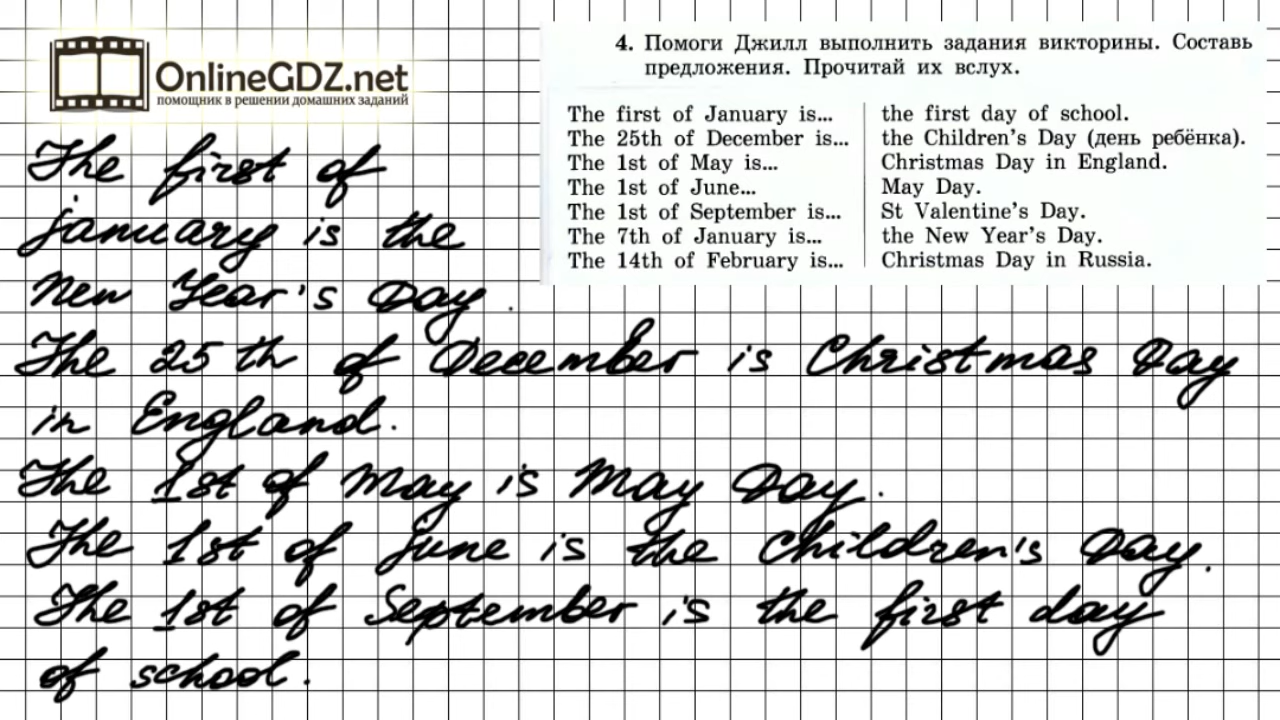 OnlineGDZ.net
помощник в решении домашних заданий
4. Помоги Джилл выполнить задания викторины. Составь
предложения. Прочитай их вслух.
The first of January is...
the first day of school.
The 25th of December is...
the Children's Day (день ребёнка).
The 1st of May is...
Christmas Day in England.
The 1st of June...
May Day.
The 1st of September is...
St Valentine's Day.
The 7th of January is...
the New Year's Day.
The 14th of February is...
Christmas Day in Russia.
The first of
january is the
New Year's Day.
The 25th of December is Christmas Day
in England.
The 1st of May is May Day.
The 1st of june is the Children's Day.
The 1st of September is the first day
of school.